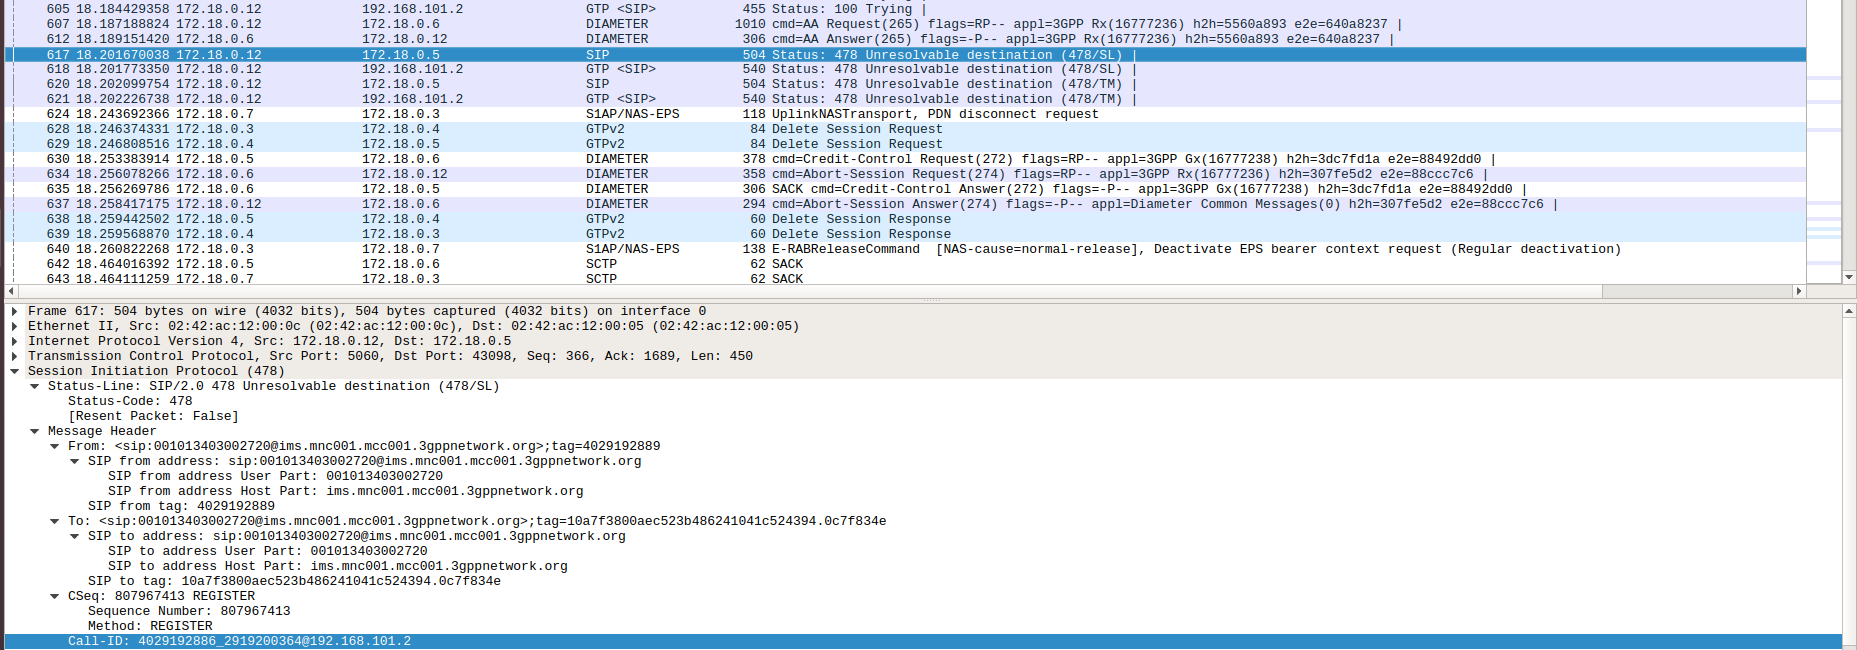 605 18.184429358 172.18.0.12 192.168.101.2 GTP <SIP> 455 Status: 100 Trying |
607 18.187188824 172.18.0.12 172.18.0.6 DIAMETER 1010 cmd=AA Request(265) flags=RP-- appl=3GPP Rx(16777236) h2h=5560a893 e2e=640a8237 |
612 18.189151420 172.18.0.6 172.18.0.12 DIAMETER 306 cmd=AA Answer(265) flags=-P-- appl=3GPP Rx(16777236) h2h=5560a893 e2e=640a8237 |
617 18.201670038 172.18.0.12 172.18.0.5 SIP 504 Status: 478 Unresolvable destination (478/SL) |
618 18.201773350 172.18.0.12 192.168.101.2 GTP <SIP> 540 Status: 478 Unresolvable destination (478/SL) |
620 18.202099754 172.18.0.12 172.18.0.5 SIP 504 Status: 478 Unresolvable destination (478/TM) |
621 18.202226738 172.18.0.12 192.168.101.2 GTP <SIP> 540 Status: 478 Unresolvable destination (478/TM) |
624 18.243692366 172.18.0.7 172.18.0.3 S1AP/NAS-EPS 118 UplinkNASTransport, PDN disconnect request
628 18.246374331 172.18.0.3 172.18.0.4 GTPv2 84 Delete Session Request
629 18.246808516 172.18.0.4 172.18.0.5 GTPv2 84 Delete Session Request
630 18.253383914 172.18.0.5 172.18.0.6 DIAMETER 378 cmd=Credit-Control Request(272) flags=RP-- appl=3GPP Gx(16777238) h2h=3dc7fd1a e2e=88492dd0 |
634 18.256078266 172.18.0.6 172.18.0.12 DIAMETER 358 cmd=Abort-Session Request(274) flags=RP-- appl=3GPP Rx(16777236) h2h=307fe5d2 e2e=88ccc7c6 |
635 18.256269786 172.18.0.6 172.18.0.5 DIAMETER 306 SACK cmd=Credit-Control Answer(272) flags=-P-- appl=3GPP Gx(16777238) h2h=3dc7fd1a e2e=88492dd0 |
637 18.258417175 172.18.0.12 172.18.0.6 DIAMETER 294 cmd=Abort-Session Answer(274) flags=-P-- appl=Diameter Common Messages(0) h2h=307fe5d2 e2e=88ccc7c6 |
638 18.259442502 172.18.0.5 172.18.0.4 GTPv2 60 Delete Session Response
639 18.259568870 172.18.0.4 172.18.0.3 GTPv2 60 Delete Session Response
640 18.260822268 172.18.0.3 172.18.0.7 S1AP/NAS-EPS 138 E-RABReleaseCommand [NAS-cause=normal-release], Deactivate EPS bearer context request (Regular deactivation)
642 18.464016392 172.18.0.5 172.18.0.6 SCTP 62 SACK
643 18.464111259 172.18.0.7 172.18.0.3 SCTP 62 SACK
Frame 617: 504 bytes on wire (4032 bits), 504 bytes captured (4032 bits) on interface 0
Ethernet II, Src: 02:42:ac:12:00:0c (02:42:ac:12:00:0c), Dst: 02:42:ac:12:00:05 (02:42:ac:12:00:05)
Internet Protocol Version 4, Src: 172.18.0.12, Dst: 172.18.0.5
Transmission Control Protocol, Src Port: 5060, Dst Port: 43098, Seq: 366, Ack: 1689, Len: 450
Session Initiation Protocol (478)
Status-Line: SIP/2.0 478 Unresolvable destination (478/SL)
Status-Code: 478
[Resent Packet: False]
Message Header
From: <sip:001013403002720@ims.mnc001.mcc001.3gppnetwork.org>;tag=4029192889
SIP from address: sip:001013403002720@ims.mnc001.mcc001.3gppnetwork.org
SIP from address User Part: 001013403002720
SIP from address Host Part: ims.mnc001.mcc001.3gppnetwork.org
SIP from tag: 4029192889
To: <sip:001013403002720@ims.mnc001.mcc001.3gppnetwork.org>;tag=10a7f3800aec523b486241041c524394.0c7f834e
SIP to address: sip:001013403002720@ims.mnc001.mcc001.3gppnetwork.org
SIP to address User Part: 001013403002720
SIP to address Host Part: ims.mnc001.mcc001.3gppnetwork.org
SIP to tag: 10a7f3800aec523b486241041c524394.0c7f834e
CSeq: 807967413 REGISTER
Sequence Number: 807967413
Method: REGISTER
Call-ID: 4029192886_2919200364@192.168.101.2